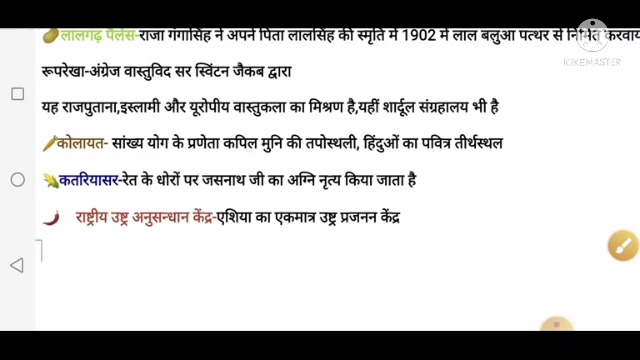 लालगढ़ पैलेस-राजा गंगासिंह ने अपने पिता लालसिंह की स्मृति में 1902 में लाल बलुआ पत्थर से निर्मित
रूपरेखा-अंग्रेज वास्तुविद सर स्विंटन जैकब द्वारा
यह राजपुताना,इस्लामी और यूरोपीय वास्तुकला का मिश्रण है,यहीं शार्दूल संग्रहालय भी है
कोलायत- सांख्य योग के प्रणेता कपिल मुनि की तपोस्थली, हिंदुओं का पवित्र तीर्थस्थल
कतरियासर-रेत के धोरों पर जसनाथ जी का अग्नि नृत्य किया जाता है
राष्ट्रीय उष्ट्र अनुसन्धान केंद्र-एशिया का एकमात्र उष्ट्र प्रजनन केंद्र
KINEMASTER